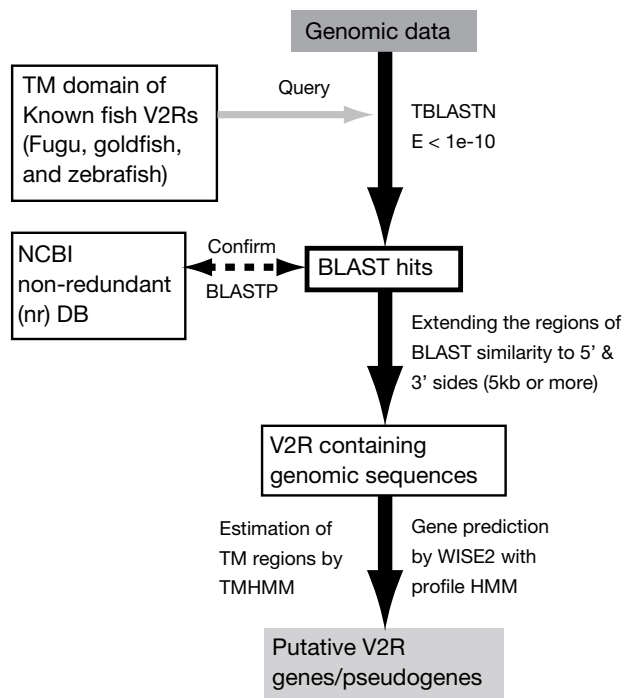 Genomic data
TM domain of
Known fish V2Rs
(Fugu, goldfish,
and zebrafish)
Query
TBLASTN
E < 1e-10
NCBI
non-redundant
(nr) DB
Confirm
BLASTP
BLAST hits
Extending the regions of
BLAST similarity to 5’ &
3’ sides (5kb or more)
V2R containing
genomic sequences
Estimation of
TM regions by
TMHMM
Gene prediction
by WISE2 with
profile HMM
Putative V2R
genes/pseudogenes